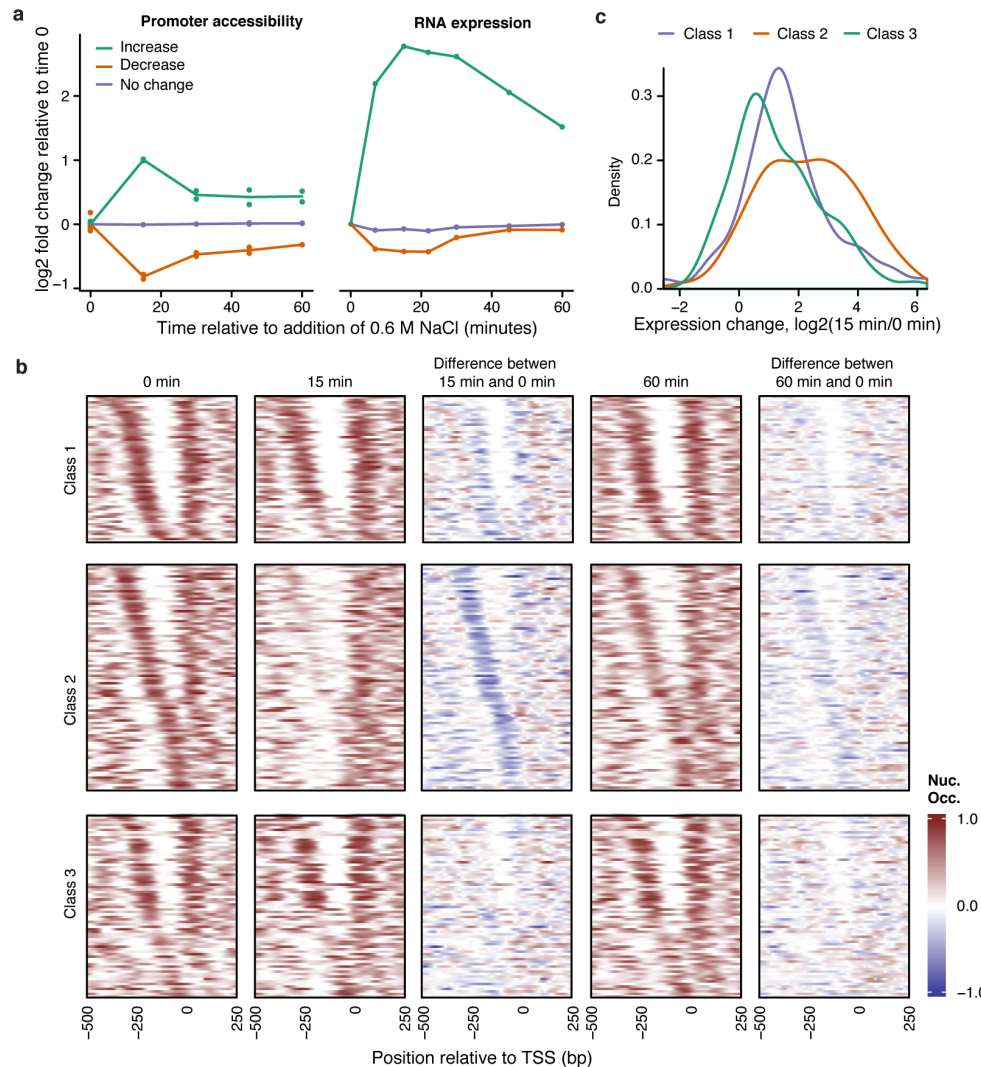 a
Promoter accessibility
RNA expression
Increase
Decrease
No change
log2 fold change relative to time 0
2
1
0
−1
0
20
40
60
0
20
40
60
Time relative to addition of 0.6 M NaCl (minutes)
c
Class 1
Class 2
Class 3
Density
0.3
0.2
0.1
0.0
−2
0
2
4
6
Expression change, log2(15 min/0 min)
b
0 min
15 min
Difference betwen
15 min and 0 min
60 min
Difference betwen
60 min and 0 min
Class 1
Class 2
Class 3
Nuc.
Occ.
1.0
0.0
−1.0
−500
−250
0
250
−500
−250
0
250
−500
−250
0
250
−500
−250
0
250
−500
−250
0
250
Position relative to TSS (bp)